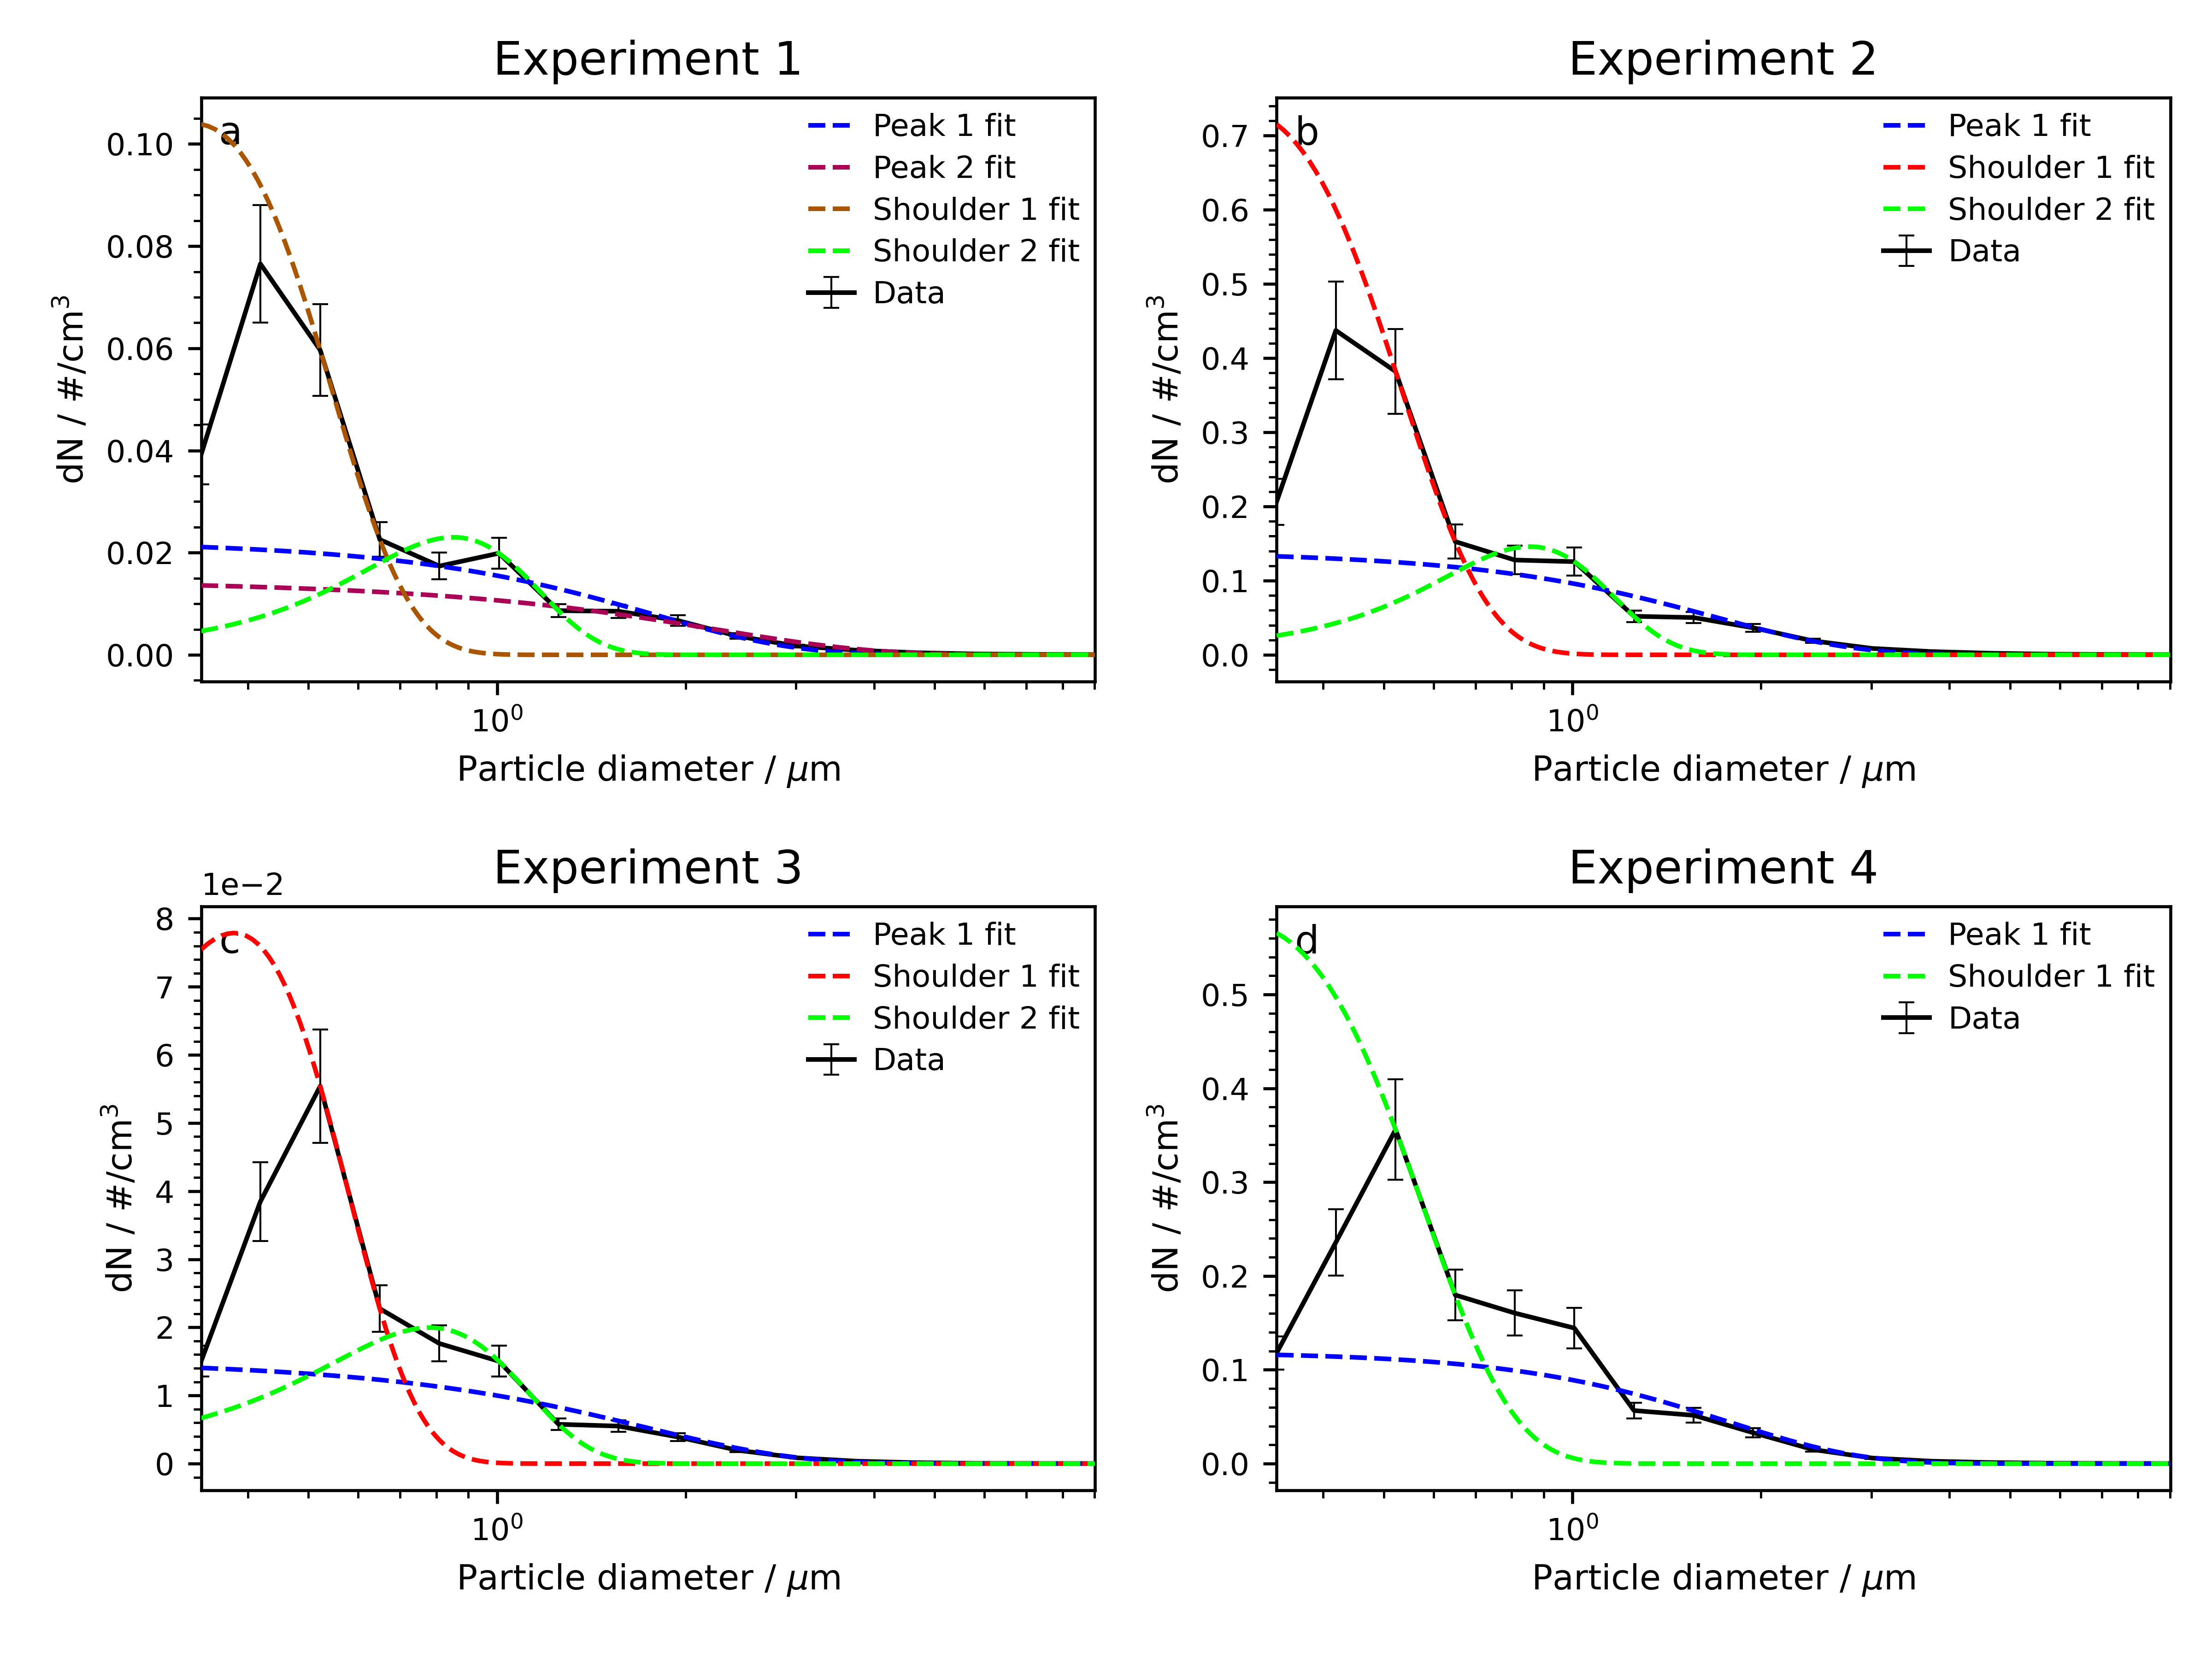 Experiment 1
a
Peak 1 fit
Peak 2 fit
Shoulder 1 fit
Shoulder 2 fit
Data
0.10
0.08
0.06
0.04
0.02
0.00
dN / #/cm³
10⁰
Particle diameter / μm
Experiment 2
b
Peak 1 fit
Shoulder 1 fit
Shoulder 2 fit
Data
0.7
0.6
0.5
0.4
0.3
0.2
0.1
0.0
dN / #/cm³
10⁰
Particle diameter / μm
Experiment 3
1e−2
c
Peak 1 fit
Shoulder 1 fit
Shoulder 2 fit
Data
8
7
6
5
4
3
2
1
0
dN / #/cm³
10⁰
Particle diameter / μm
Experiment 4
d
Peak 1 fit
Shoulder 1 fit
Data
0.5
0.4
0.3
0.2
0.1
0.0
dN / #/cm³
10⁰
Particle diameter / μm